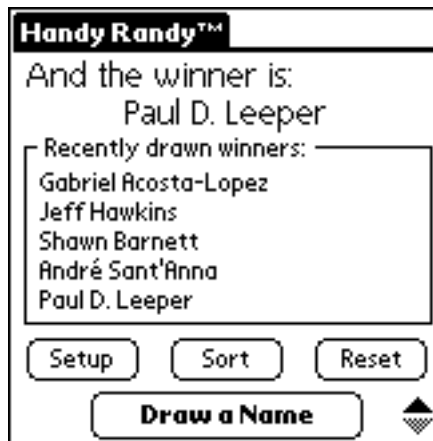 Handy Randy™
And the winner is:
Paul D. Leeper
Recently drawn winners:
Gabriel Acosta-Lopez
Jeff Hawkins
Shawn Barnett
André Sant'Anna
Paul D. Leeper
Setup Sort Reset
Draw a Name